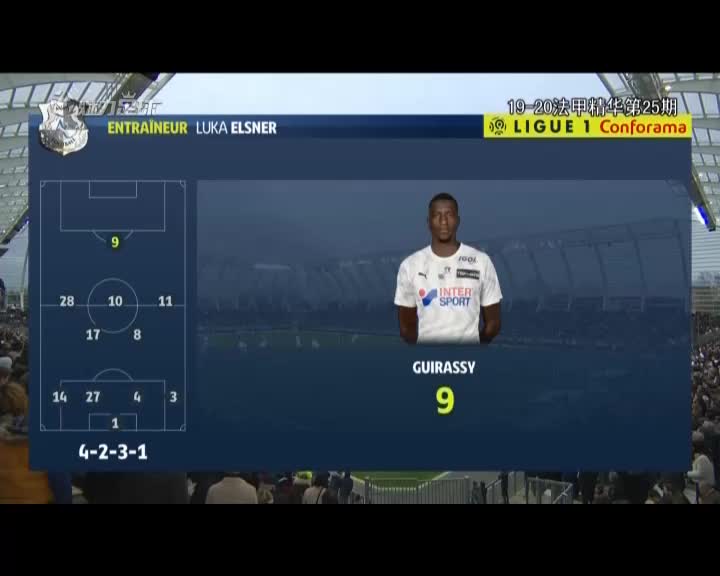 19-20法甲精华第25期
ENTRAÎNEUR LUKA ELSNER
LIGUE 1 Conforama
9
28 10 11
17 8
14 27 4 3
1
4-2-3-1
IGOL
INTER
SPORT
GUIRASSY
9